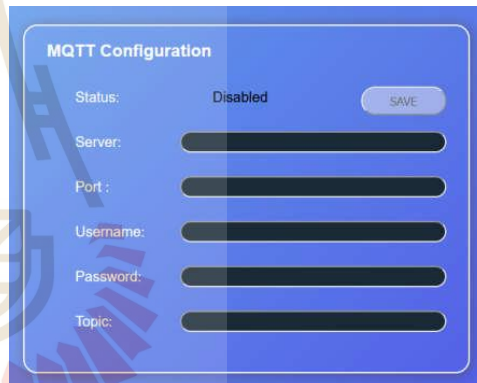 MQTT Configuration
Status: Disabled SAVE
Server:
Port :
Username:
Password:
Topic: